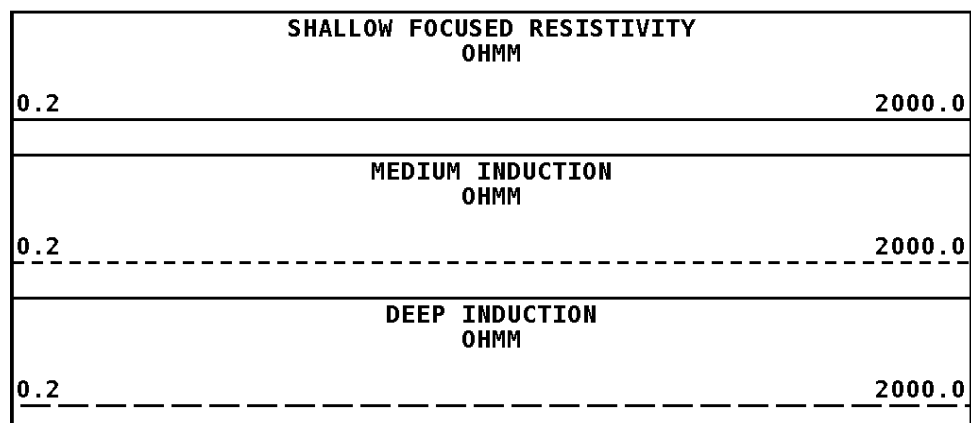 SHALLOW FOCUSED RESISTIVITY
OHMM
0.2 2000.0
MEDIUM INDUCTION
OHMM
0.2 2000.0
DEEP INDUCTION
OHMM
0.2 2000.0